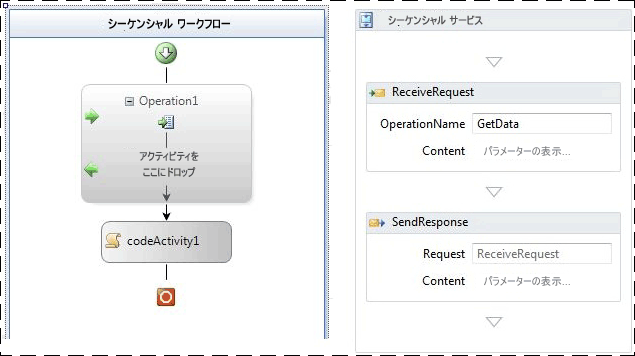 シーケンシャル ワークフロー
Operation1
アクティビティを
ここにドロップ
codeActivity1
シーケンシャル サービス
ReceiveRequest
OperationName GetData
Content パラメーターの表示...
SendResponse
Request ReceiveRequest
Content パラメーターの表示...